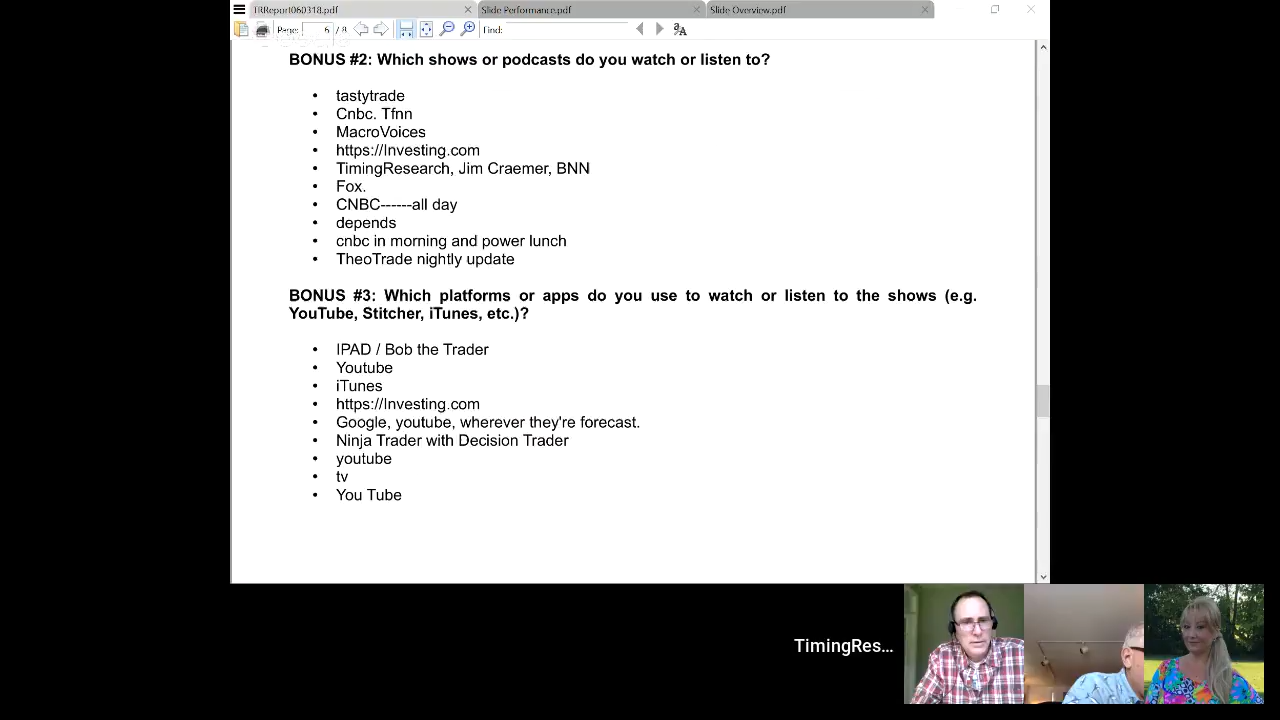 TRReport060318.pdf
Slide Performance.pdf
Slide Overview.pdf
Page: 6 / 8
Find:
BONUS #2: Which shows or podcasts do you watch or listen to?
• tastytrade
• Cnbc. Tfnn
• MacroVoices
• https://Investing.com
• TimingResearch, Jim Craemer, BNN
• Fox.
• CNBC------all day
• depends
• cnbc in morning and power lunch
• TheoTrade nightly update
BONUS #3: Which platforms or apps do you use to watch or listen to the shows (e.g.
YouTube, Stitcher, iTunes, etc.)?
• IPAD / Bob the Trader
• Youtube
• iTunes
• https://Investing.com
• Google, youtube, wherever they're forecast.
• Ninja Trader with Decision Trader
• youtube
• tv
• You Tube
TimingRes...